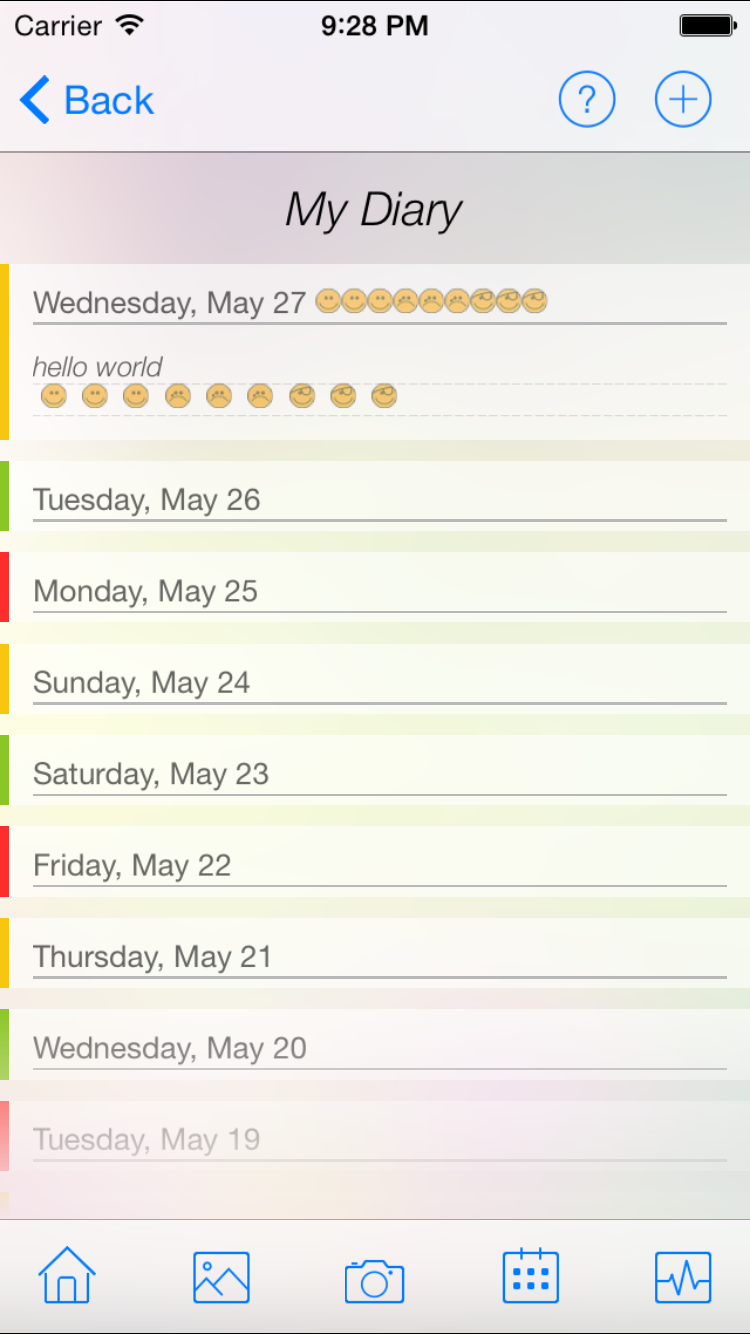 Carrier 9:28 PM
Back ? +
My Diary
Wednesday, May 27
hello world
Tuesday, May 26
Monday, May 25
Sunday, May 24
Saturday, May 23
Friday, May 22
Thursday, May 21
Wednesday, May 20
Tuesday, May 19